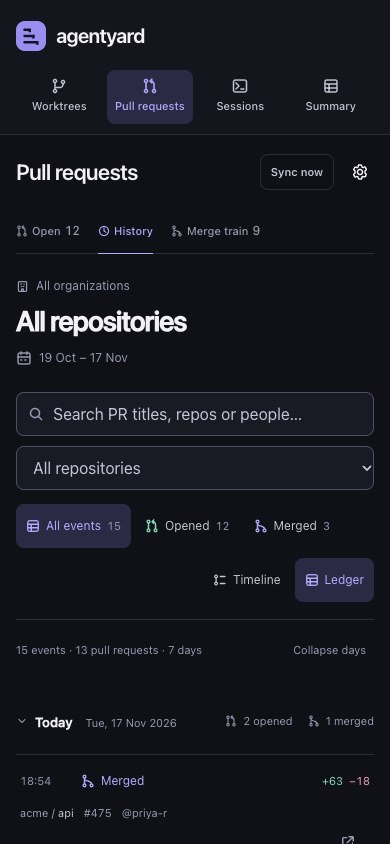 agentyard
Worktrees Pull requests Sessions Summary
Pull requests Sync now
Open 12 History Merge train 9
All organizations
All repositories
19 Oct – 17 Nov
Search PR titles, repos or people...
All repositories
All events 15 Opened 12 Merged 3
Timeline Ledger
15 events · 13 pull requests · 7 days Collapse days
Today Tue, 17 Nov 2026 2 opened 1 merged
18:54 Merged +63 −18
acme / api #475 @priya-r